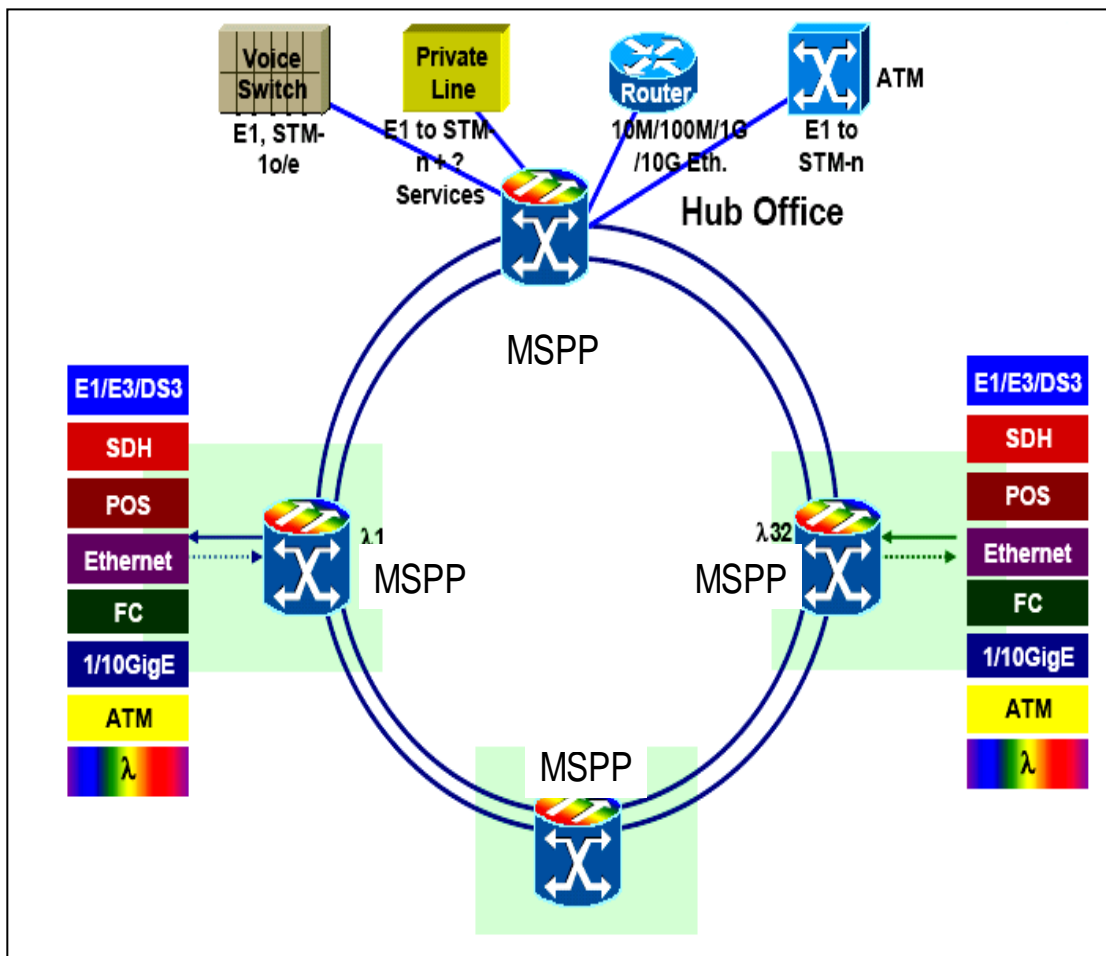 Voice
Switch
E1, STM-
1o/e
Private
Line
E1 to STM-
n + ?
Services
Router
10M/100M/1G
/10G Eth.
ATM
E1 to
STM-n
Hub Office
MSPP
E1/E3/DS3
SDH
POS
Ethernet
FC
1/10GigE
ATM
λ
λ1
MSPP
λ32
MSPP
E1/E3/DS3
SDH
POS
Ethernet
FC
1/10GigE
ATM
λ
MSPP